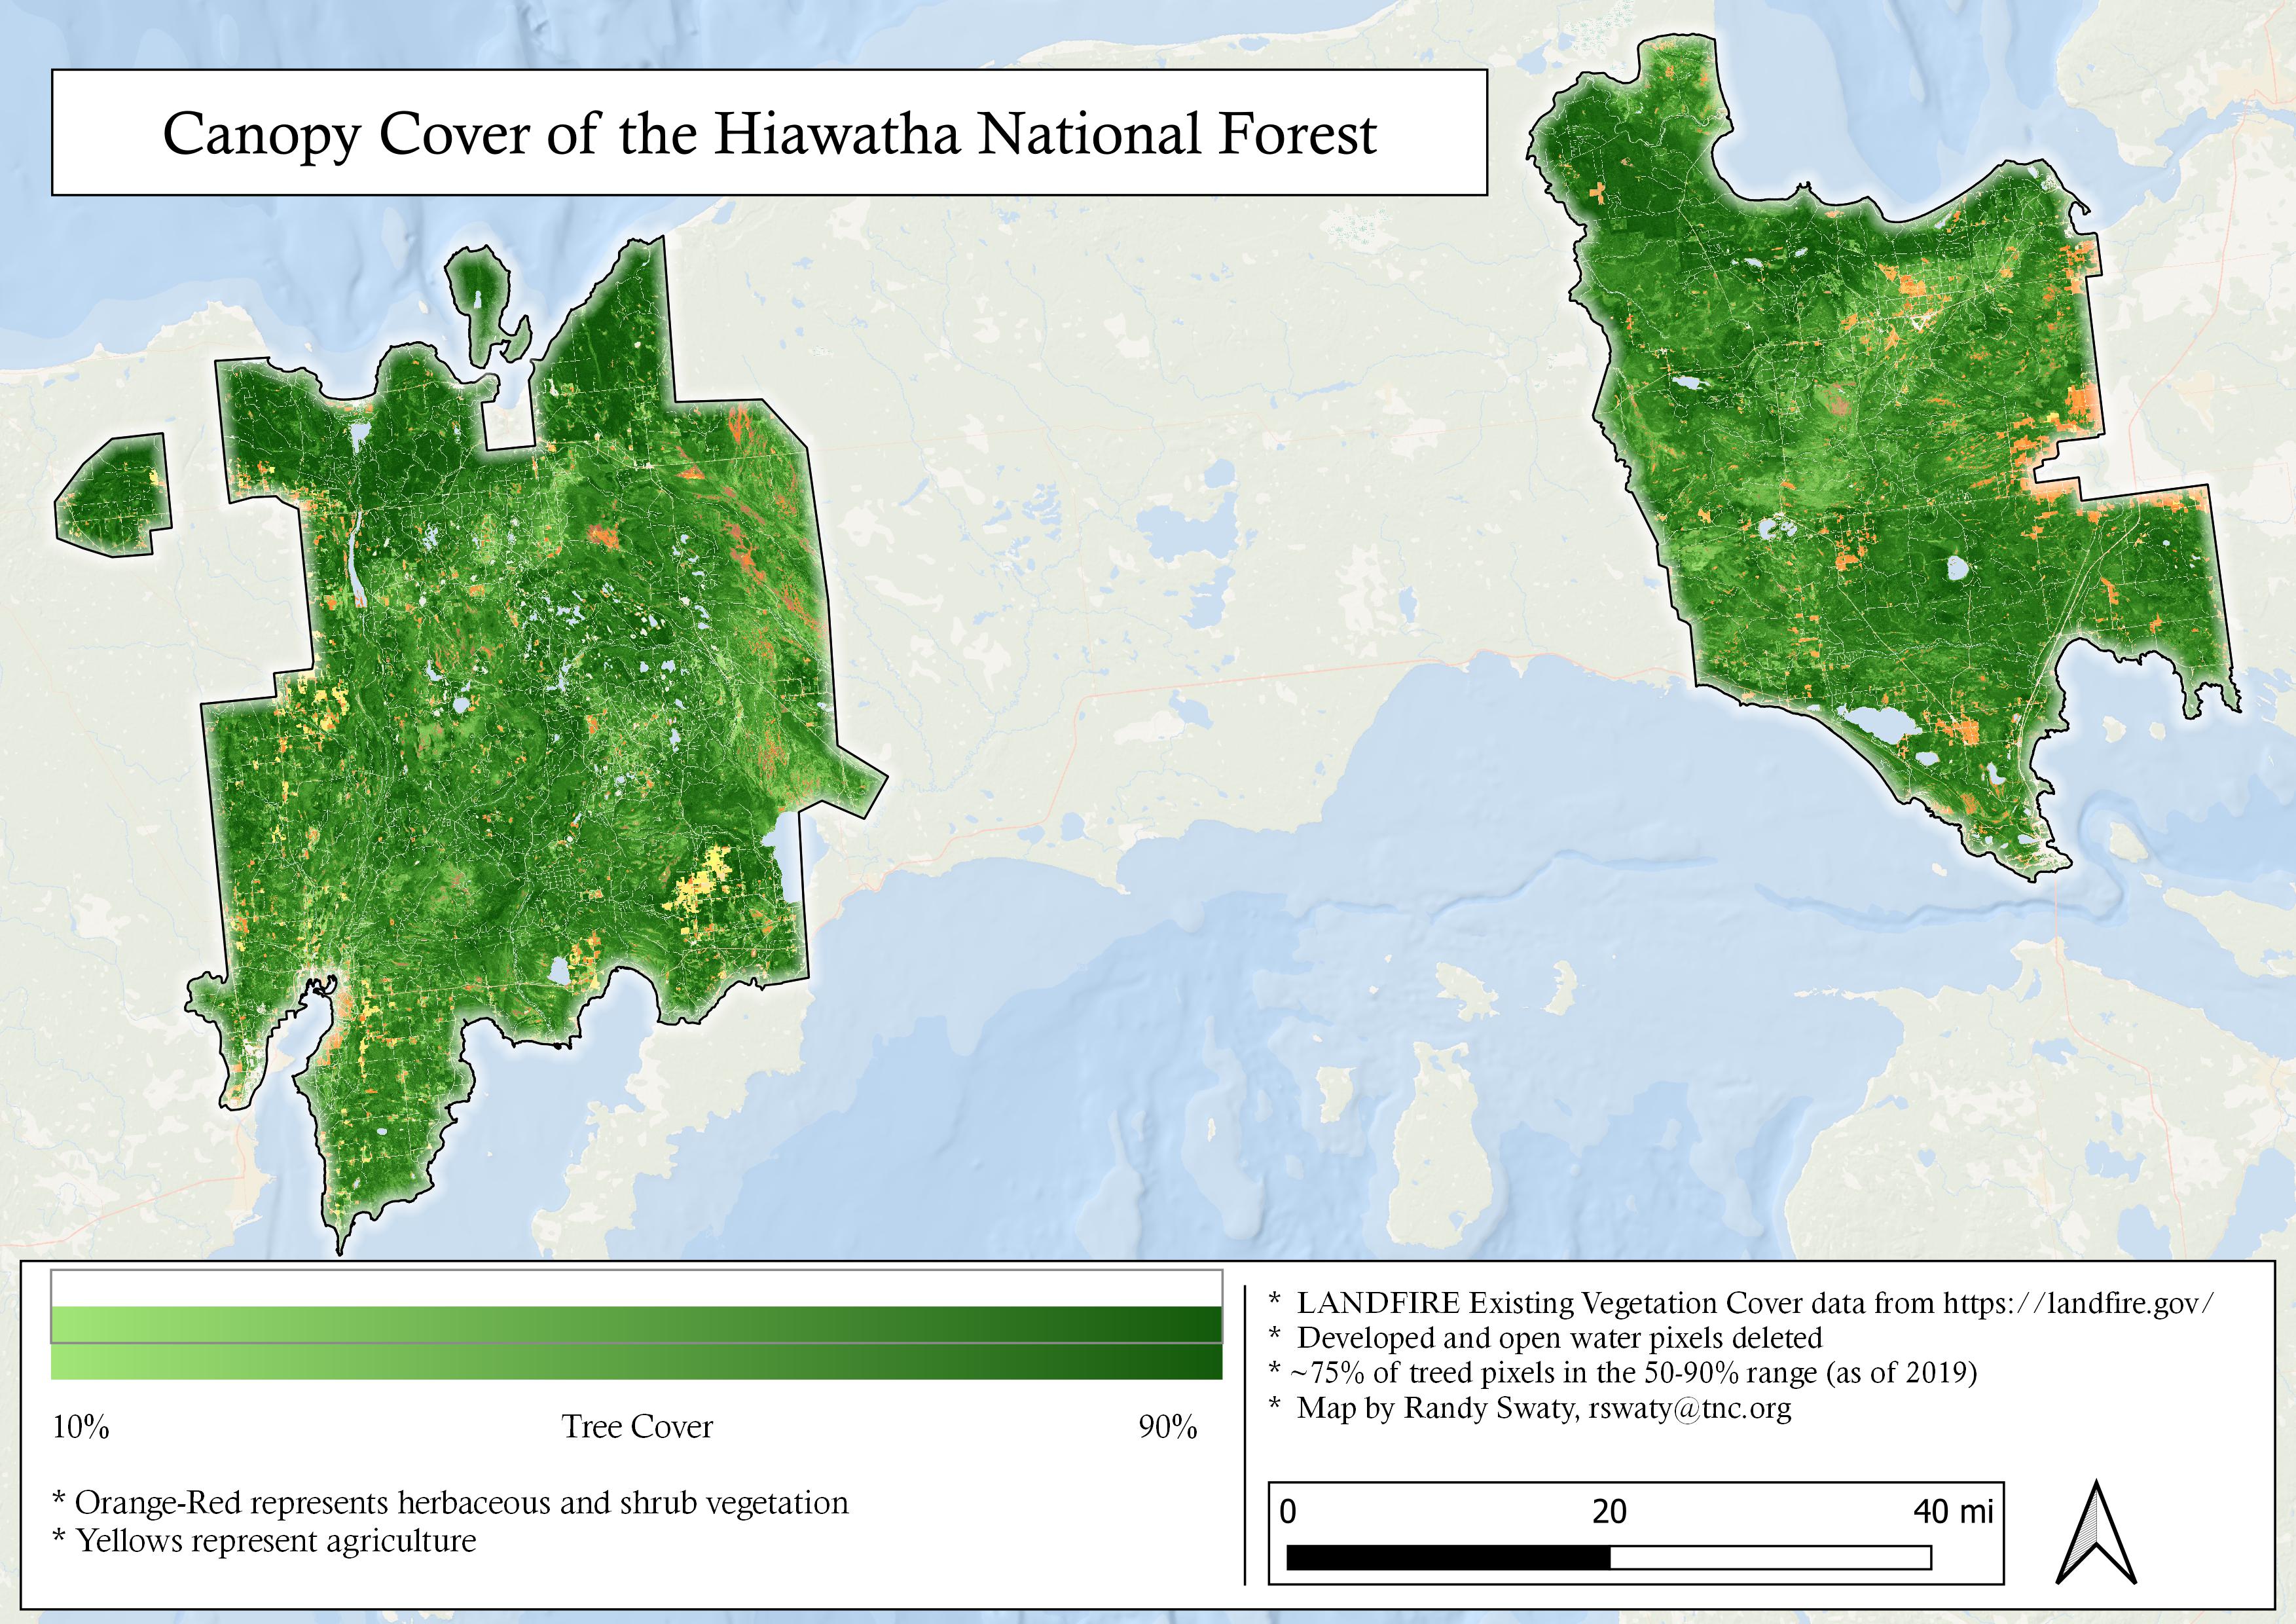 Canopy Cover of the Hiawatha National Forest
10% Tree Cover 90%
* Orange-Red represents herbaceous and shrub vegetation
* Yellows represent agriculture
* LANDFIRE Existing Vegetation Cover data from https://landfire.gov/
* Developed and open water pixels deleted
* ~75% of treed pixels in the 50-90% range (as of 2019)
* Map by Randy Swaty, rswaty@tnc.org
0 20 40 mi